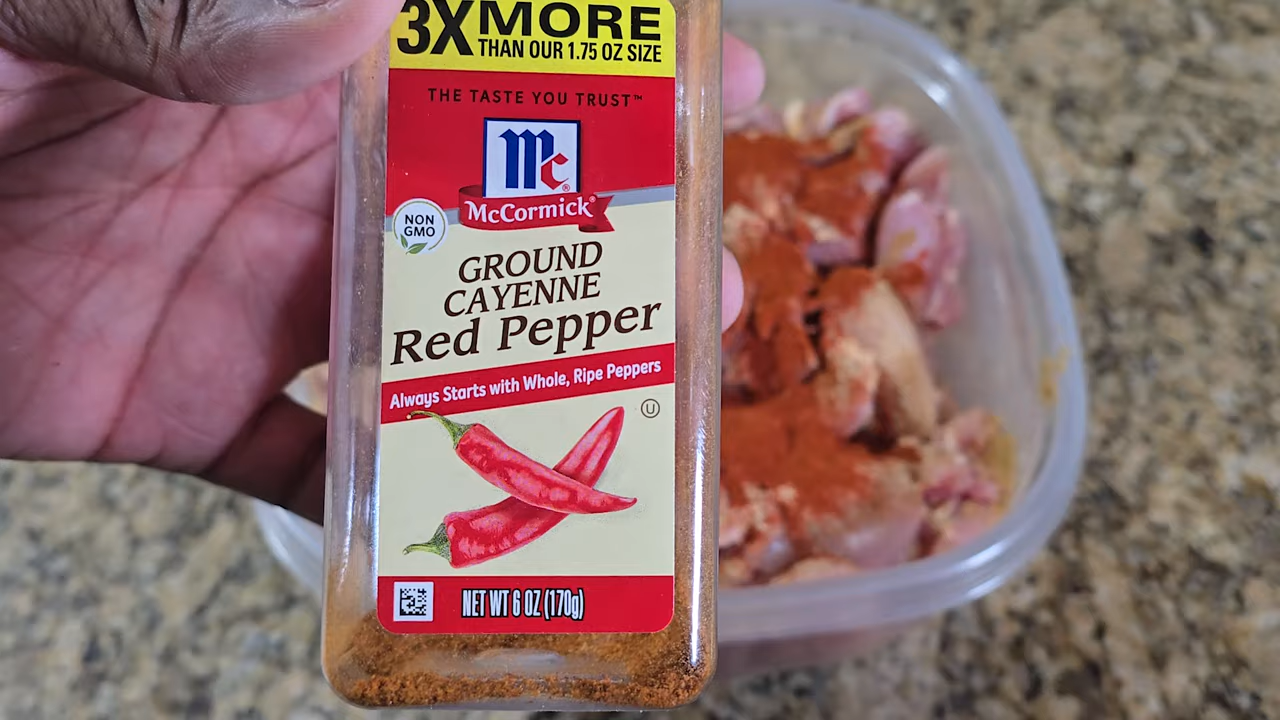 3X MORE
THAN OUR 1.75 OZ SIZE
THE TASTE YOU TRUST™
Mc®
McCormick®
NON
GMO
GROUND
CAYENNE
Red Pepper
Always Starts with Whole, Ripe Peppers
U
NET WT 6 OZ (170g)